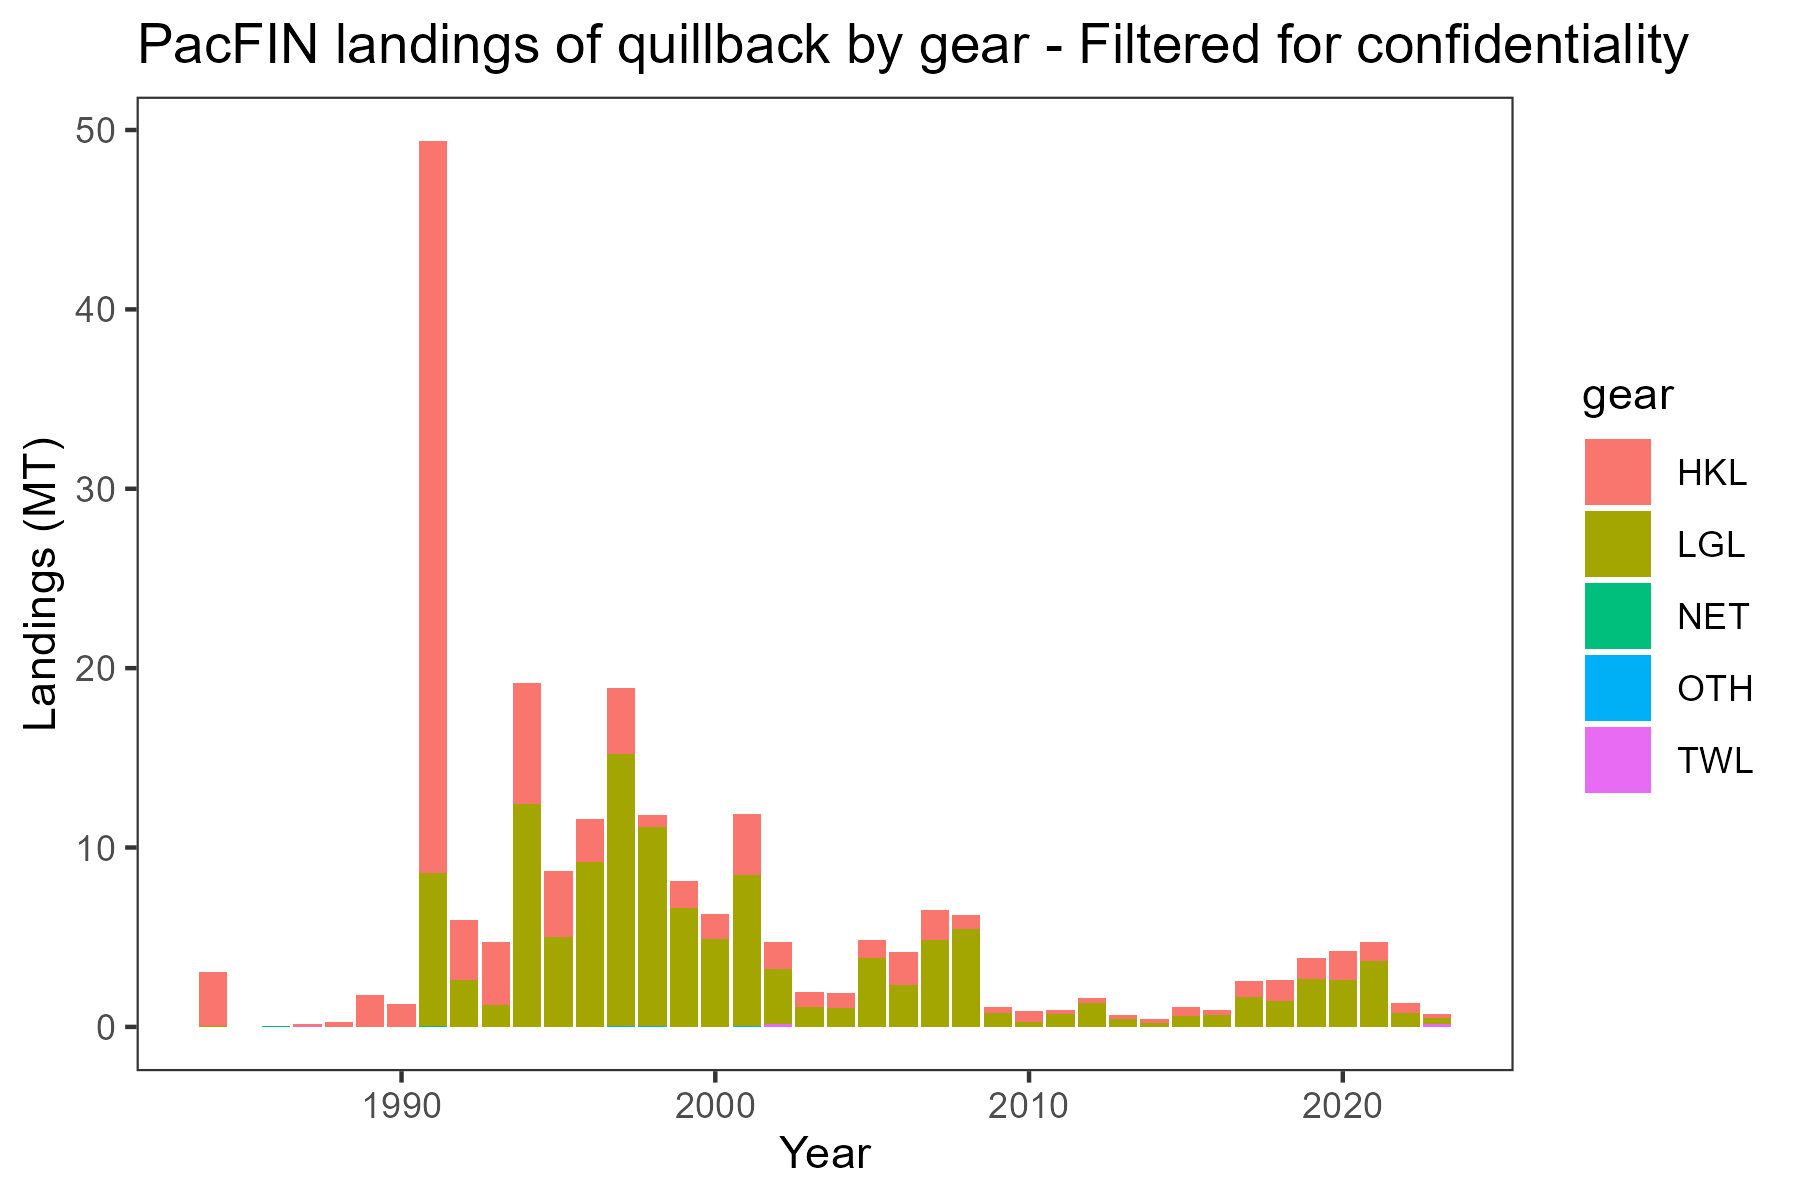 PacFIN landings of quillback by gear - Filtered for confidentiality
50
40
30
20
10
0
Landings (MT)
1990
2000
2010
2020
Year
gear
HKL
LGL
NET
OTH
TWL